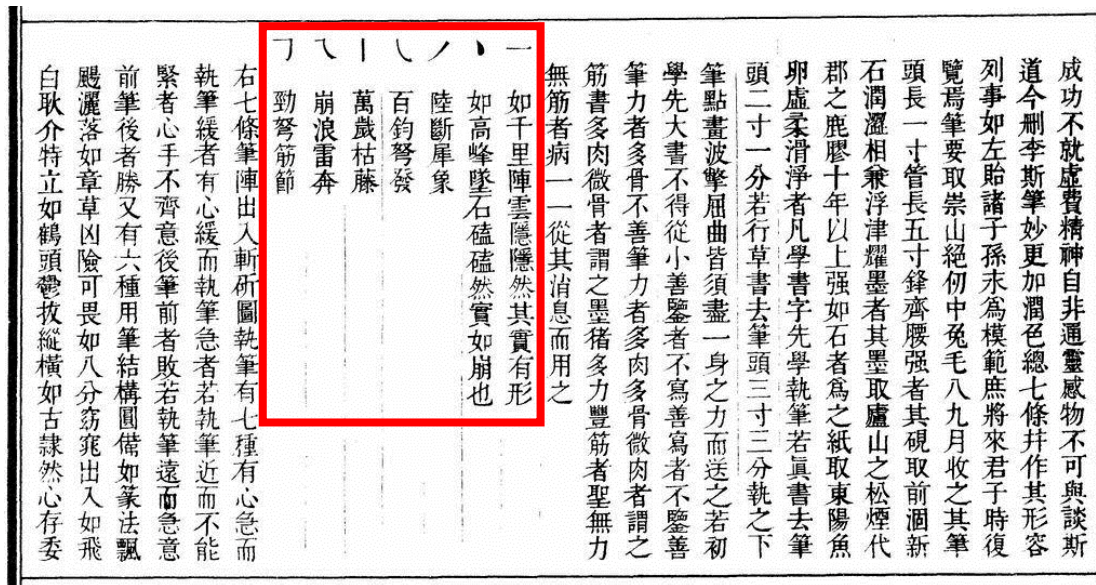 成功不就虛費精神自非通靈感物不可與談斯
道今删李斯筆妙更加潤色總七條并作其形容
列事如左貽諸子孫永爲模範庶將來君子時復
覽焉筆要取崇山絕仞中兔毛八九月收之其筆
頭長一寸管長五寸鋒齊腰强者其硯取前涸新
石潤澀相兼浮津耀墨者其墨取廬山之松煙代
郡之鹿膠十年以上强如石者爲之紙取東陽魚
卵虛柔滑淨者凡學書字先學執筆若眞書去筆
頭二寸一分若行草書去筆頭三寸三分執之下
筆點畫波擎屈曲皆須盡一身之力而送之若初
學先大書不得從小善鑒者不寫善寫者不鑒善
筆力者多骨不善筆力者多肉多骨微肉者謂之
筋書多肉微骨者謂之墨猪多力豐筋者聖無力
無筋者病一一從其消息而用之
一 如千里陣雲隱隱然其實有形
丶 如高峰墜石磕磕然實如崩也
丿 陸斷犀象
㇂ 百鈞弩發
丨 萬歲枯藤
㇏ 崩浪雷奔
㇆ 勁弩筋節
右七條筆陣出入斬斫圖執筆有七種有心急而
執筆緩者有心緩而執筆急者若執筆近而不能
緊者心手不齊意後筆前者敗若執筆遠而急意
前筆後者勝又有六種用筆結構圓備如篆法飄
颺灑落如章草凶險可畏如八分窈窕出入如飛
白耿介特立如鶴頭鬱拔縱橫如古隸然心存委